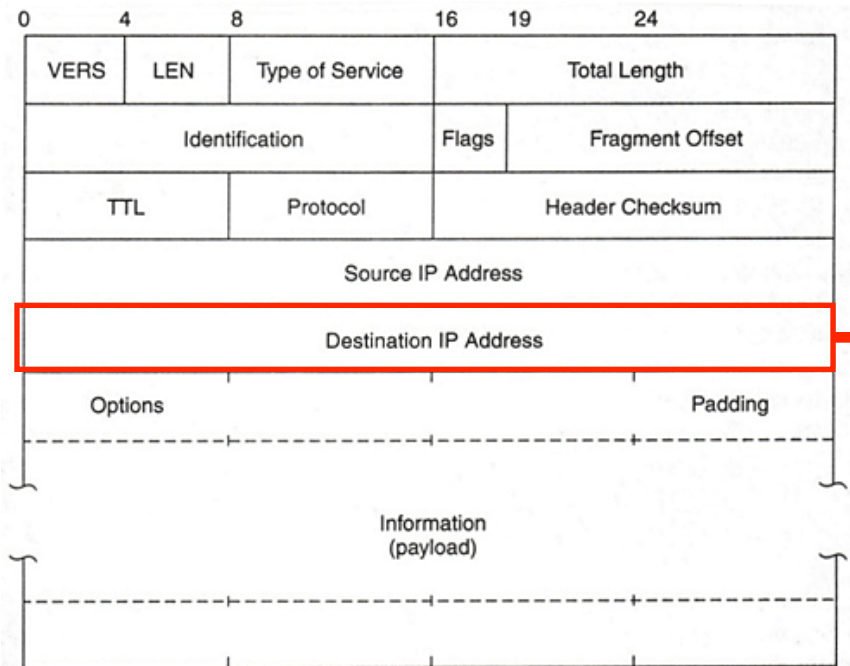 0 4 8 16 19 24
VERS LEN Type of Service Total Length
Identification Flags Fragment Offset
TTL Protocol Header Checksum
Source IP Address
Destination IP Address
Options Padding
Information
(payload)